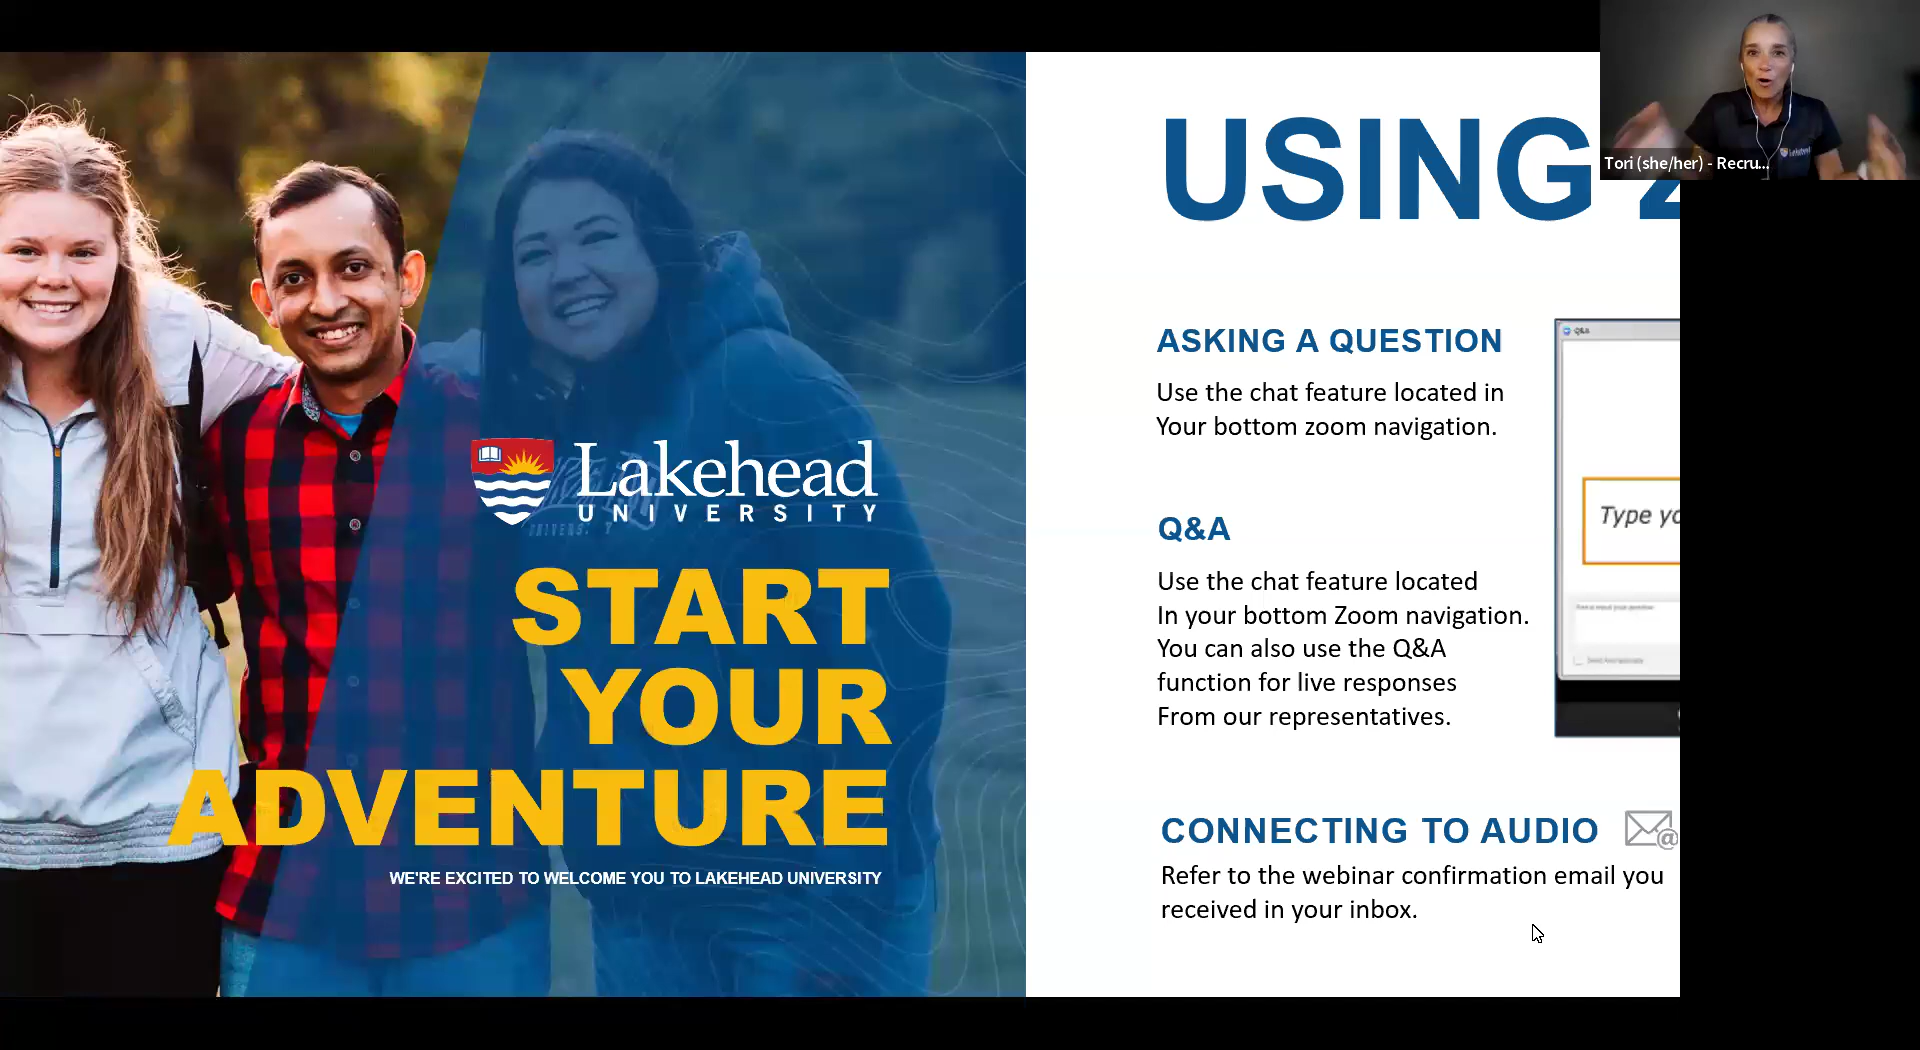 Lakehead
UNIVERSITY
START
YOUR
ADVENTURE
WE'RE EXCITED TO WELCOME YOU TO LAKEHEAD UNIVERSITY
USING
ASKING A QUESTION
Use the chat feature located in
Your bottom zoom navigation.
Q&A
Use the chat feature located
In your bottom Zoom navigation.
You can also use the Q&A
function for live responses
From our representatives.
CONNECTING TO AUDIO
Refer to the webinar confirmation email you
received in your inbox.
Q&A
Type
Tori (she/her) - Recru...
Lakehead